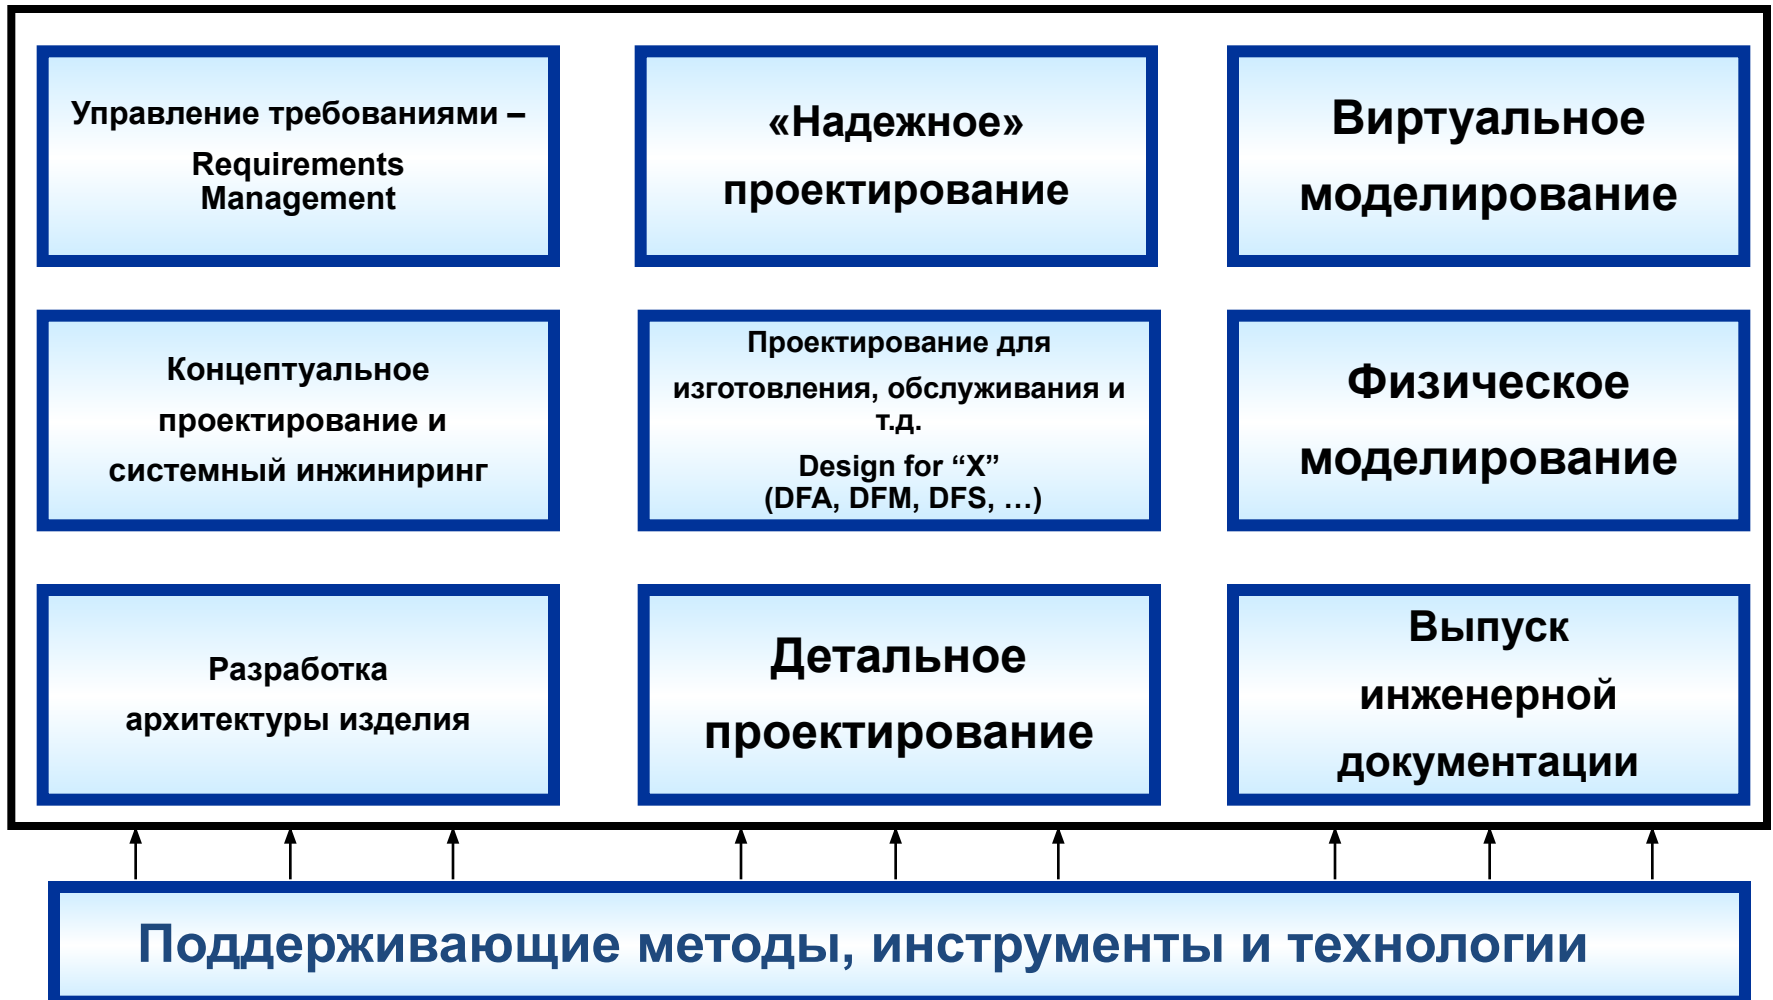 Управление требованиями –
Requirements
Management
«Надежное»
проектирование
Виртуальное
моделирование
Концептуальное
проектирование и
системный инжиниринг
Проектирование для
изготовления, обслуживания и
т.д.
Design for “X”
(DFA, DFM, DFS, …)
Физическое
моделирование
Разработка
архитектуры изделия
Детальное
проектирование
Выпуск
инженерной
документации
Поддерживающие методы, инструменты и технологии